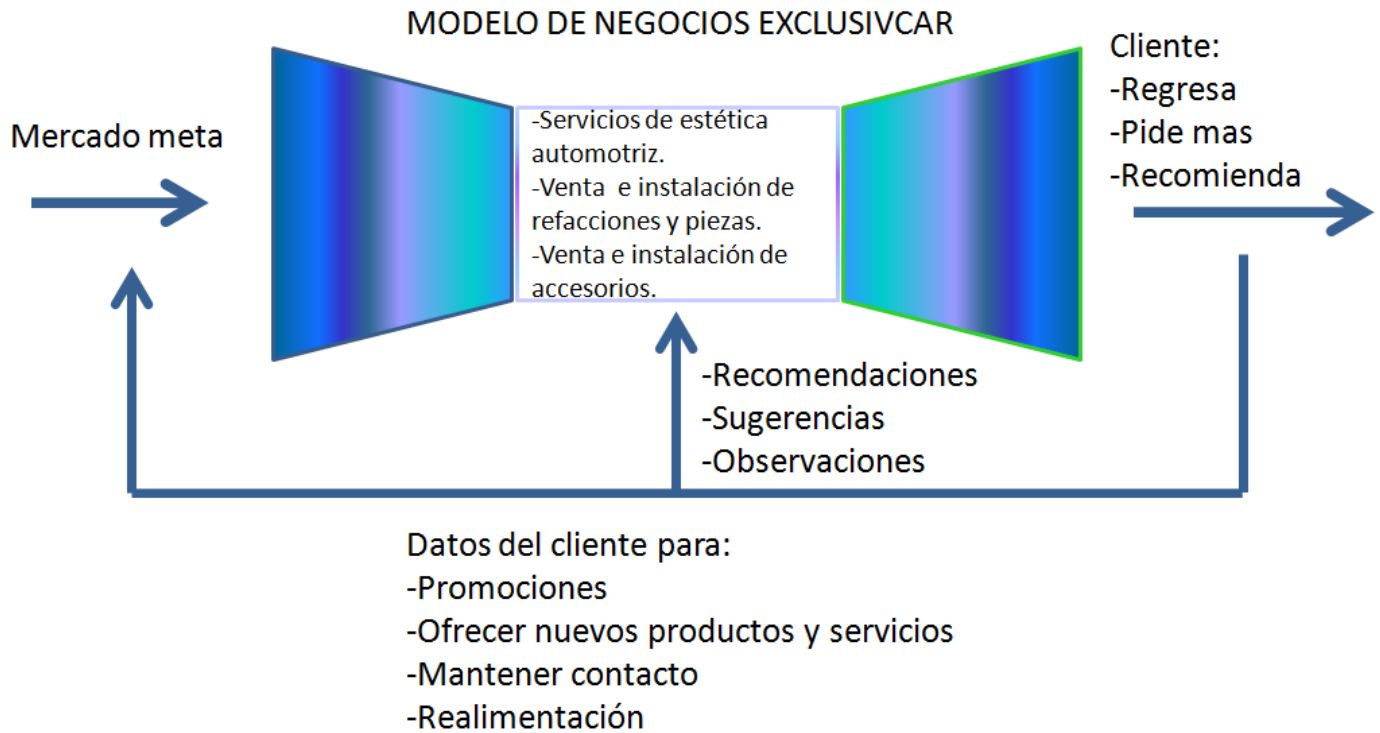 MODELO DE NEGOCIOS EXCLUSIVCAR
Mercado meta
-Servicios de estética
automotriz.
-Venta e instalación de
refacciones y piezas.
-Venta e instalación de
accesorios.
Cliente:
-Regresa
-Pide mas
-Recomienda
-Recomendaciones
-Sugerencias
-Observaciones
Datos del cliente para:
-Promociones
-Ofrecer nuevos productos y servicios
-Mantener contacto
-Realimentación